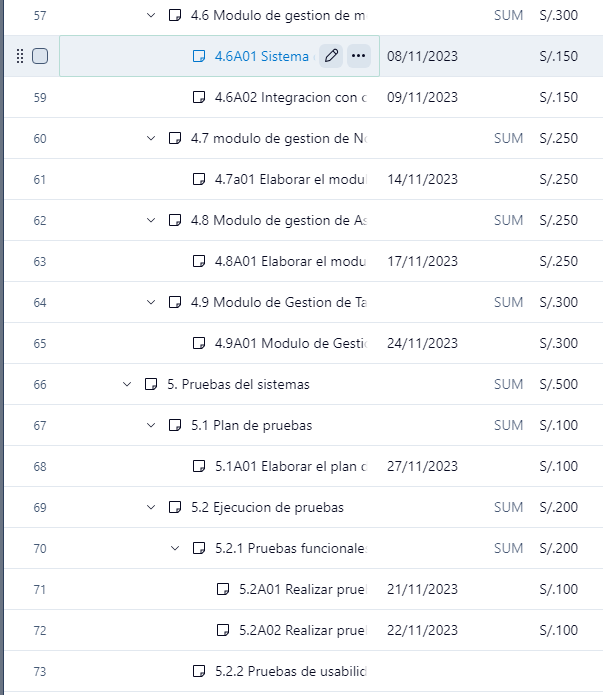 57 4.6 Modulo de gestion de m SUM S/.300
4.6A01 Sistema 08/11/2023 S/.150
59 4.6A02 Integracion con 09/11/2023 S/.150
60 4.7 modulo de gestion de No SUM S/.250
61 4.7a01 Elaborar el modu 14/11/2023 S/.250
62 4.8 Modulo de gestion de As SUM S/.250
63 4.8A01 Elaborar el modu 17/11/2023 S/.250
64 4.9 Modulo de Gestion de Ta SUM S/.300
65 4.9A01 Modulo de Gesti 24/11/2023 S/.300
66 5. Pruebas del sistemas SUM S/.500
67 5.1 Plan de pruebas SUM S/.100
68 5.1A01 Elaborar el plan 27/11/2023 S/.100
69 5.2 Ejecucion de pruebas SUM S/.200
70 5.2.1 Pruebas funcionale SUM S/.200
71 5.2A01 Realizar prue 21/11/2023 S/.100
72 5.2A02 Realizar prue 22/11/2023 S/.100
73 5.2.2 Pruebas de usabilid